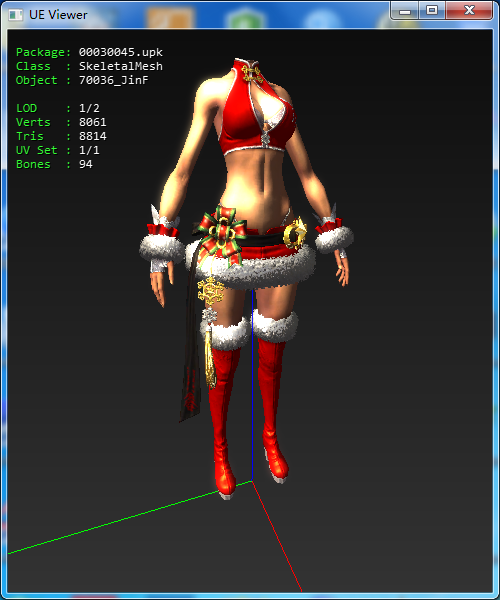 UE Viewer
Package: 00030045.upk
Class : SkeletalMesh
Object : 70036_JinF
LOD : 1/2
Verts : 8061
Tris : 8814
UV Set : 1/1
Bones : 94